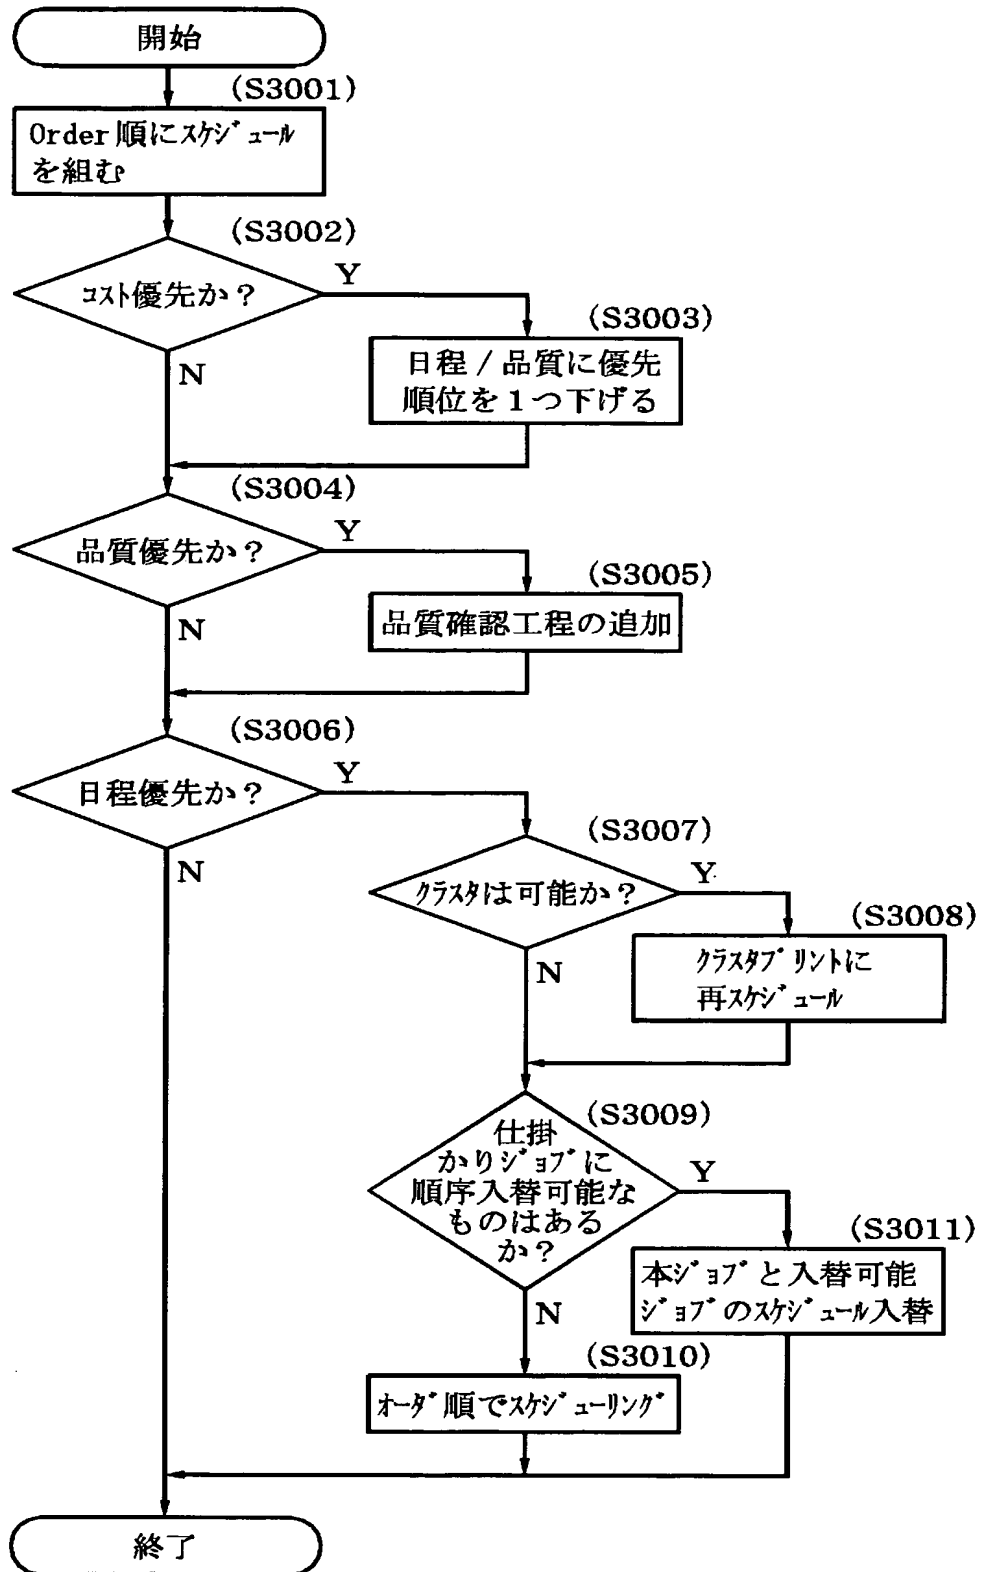 開始
(S3001)
Order順にスケジュール
を組む
(S3002)
コスト優先か？
Y
N
(S3003)
日程/品質に優先
順位を1つ下げる
(S3004)
品質優先か？
Y
N
(S3005)
品質確認工程の追加
(S3006)
日程優先か？
Y
N
(S3007)
クラスタは可能か？
Y
N
(S3008)
クラスタプリントに
再スケジュール
(S3009)
仕掛
かりジョブに
順序入替可能な
ものはある
か？
Y
N
(S3011)
本ジョブと入替可能
ジョブのスケジュール入替
(S3010)
オーダ順でスケジューリング
終了